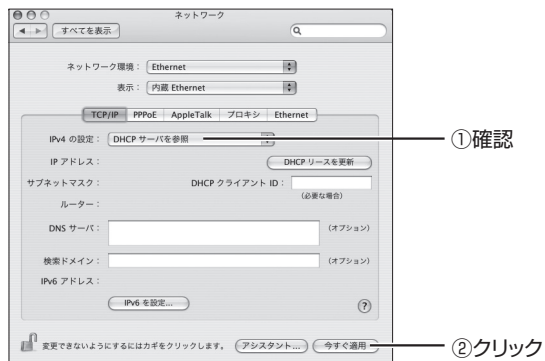 ネットワーク
すべてを表示
ネットワーク環境： Ethernet
表示： 内蔵 Ethernet
TCP/IP PPPoE AppleTalk プロキシ Ethernet
IPv4 の設定： DHCP サーバを参照
①確認
IP アドレス： DHCP リースを更新
サブネットマスク： DHCP クライアント ID：
（必要な場合）
ルーター：
DNS サーバ： （オプション）
検索ドメイン： （オプション）
IPv6 アドレス：
IPv6 を設定... ?
変更できないようにするにはカギをクリックします。 アシスタント... 今すぐ適用
②クリック